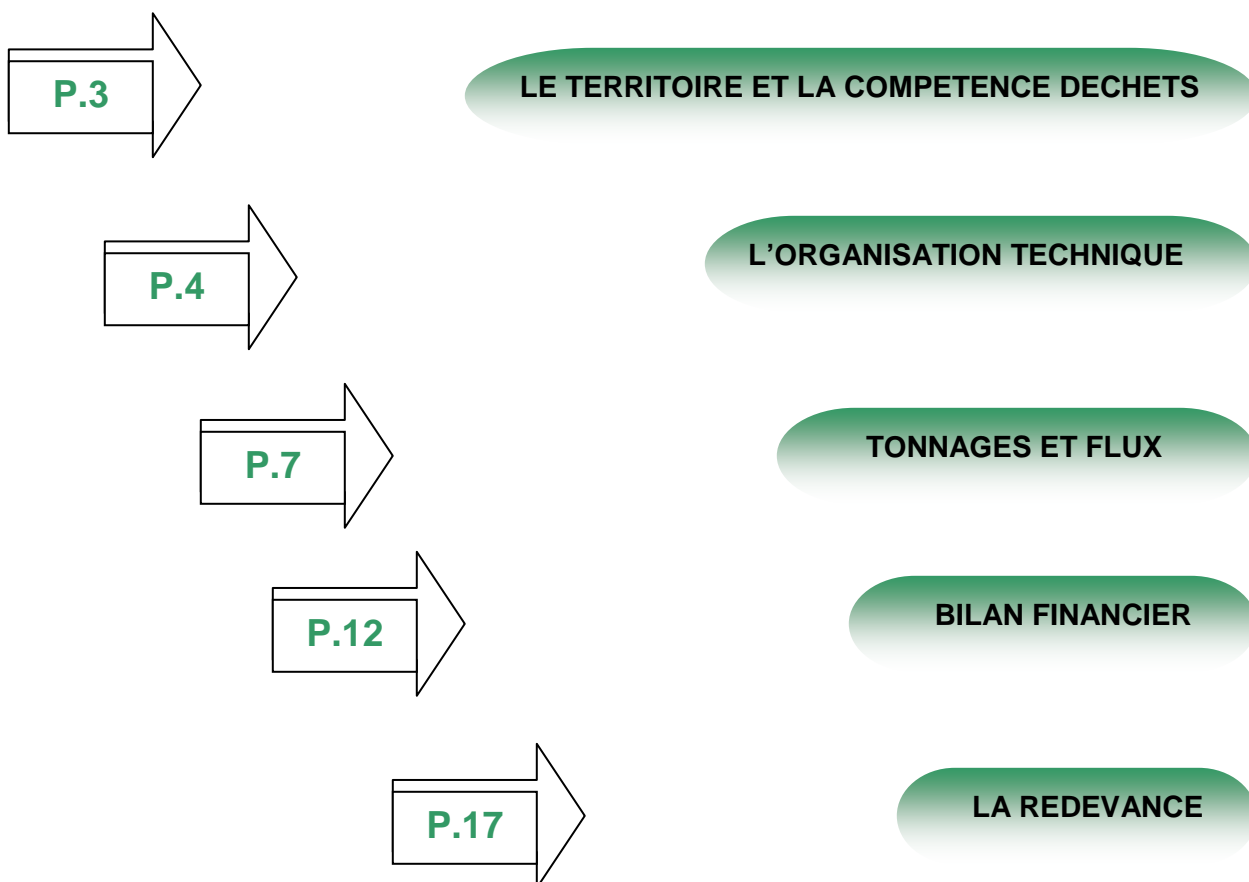 P.3 LE TERRITOIRE ET LA COMPETENCE DECHETS
P.4 L'ORGANISATION TECHNIQUE
P.7 TONNAGES ET FLUX
P.12 BILAN FINANCIER
P.17 LA REDEVANCE